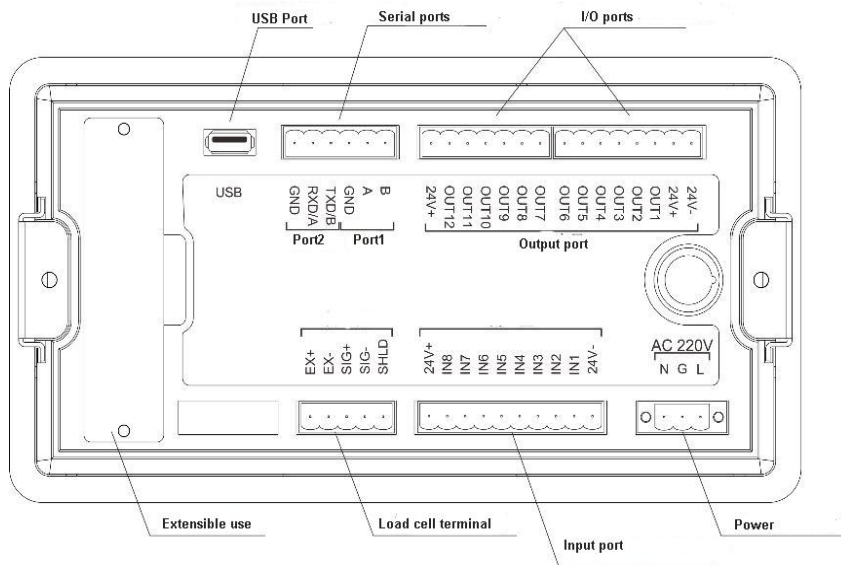 USB Port
Serial ports
I/O ports
USB
GND
RXD/A
TXD/B
GND
A
B
Port2
Port1
24V+
OUT12
OUT11
OUT10
OUT9
OUT8
OUT7
OUT6
OUT5
OUT4
OUT3
OUT2
OUT1
24V+
24V-
Output port
EX+
EX-
SIG+
SIG-
SHLD
24V+
IN8
IN7
IN6
IN5
IN4
IN3
IN2
IN1
24V-
AC 220V
N G L
Extensible use
Load cell terminal
Input port
Power